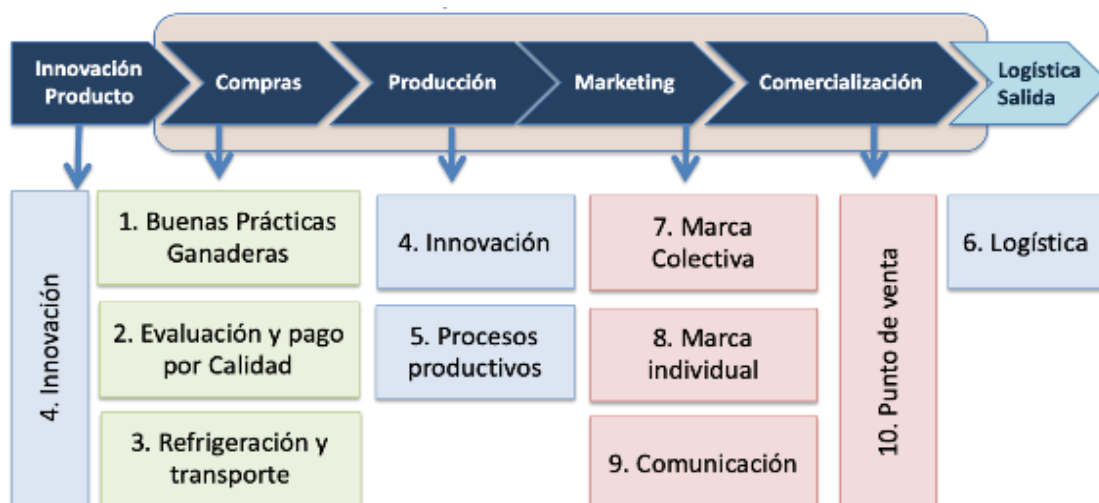 Innovación
Producto
Compras
Producción
Marketing
Comercialización
Logística
Salida
4. Innovación
1. Buenas Prácticas
Ganaderas
2. Evaluación y pago
por Calidad
3. Refrigeración y
transporte
4. Innovación
5. Procesos
productivos
7. Marca
Colectiva
8. Marca
individual
9. Comunicación
10. Punto de venta
6. Logística